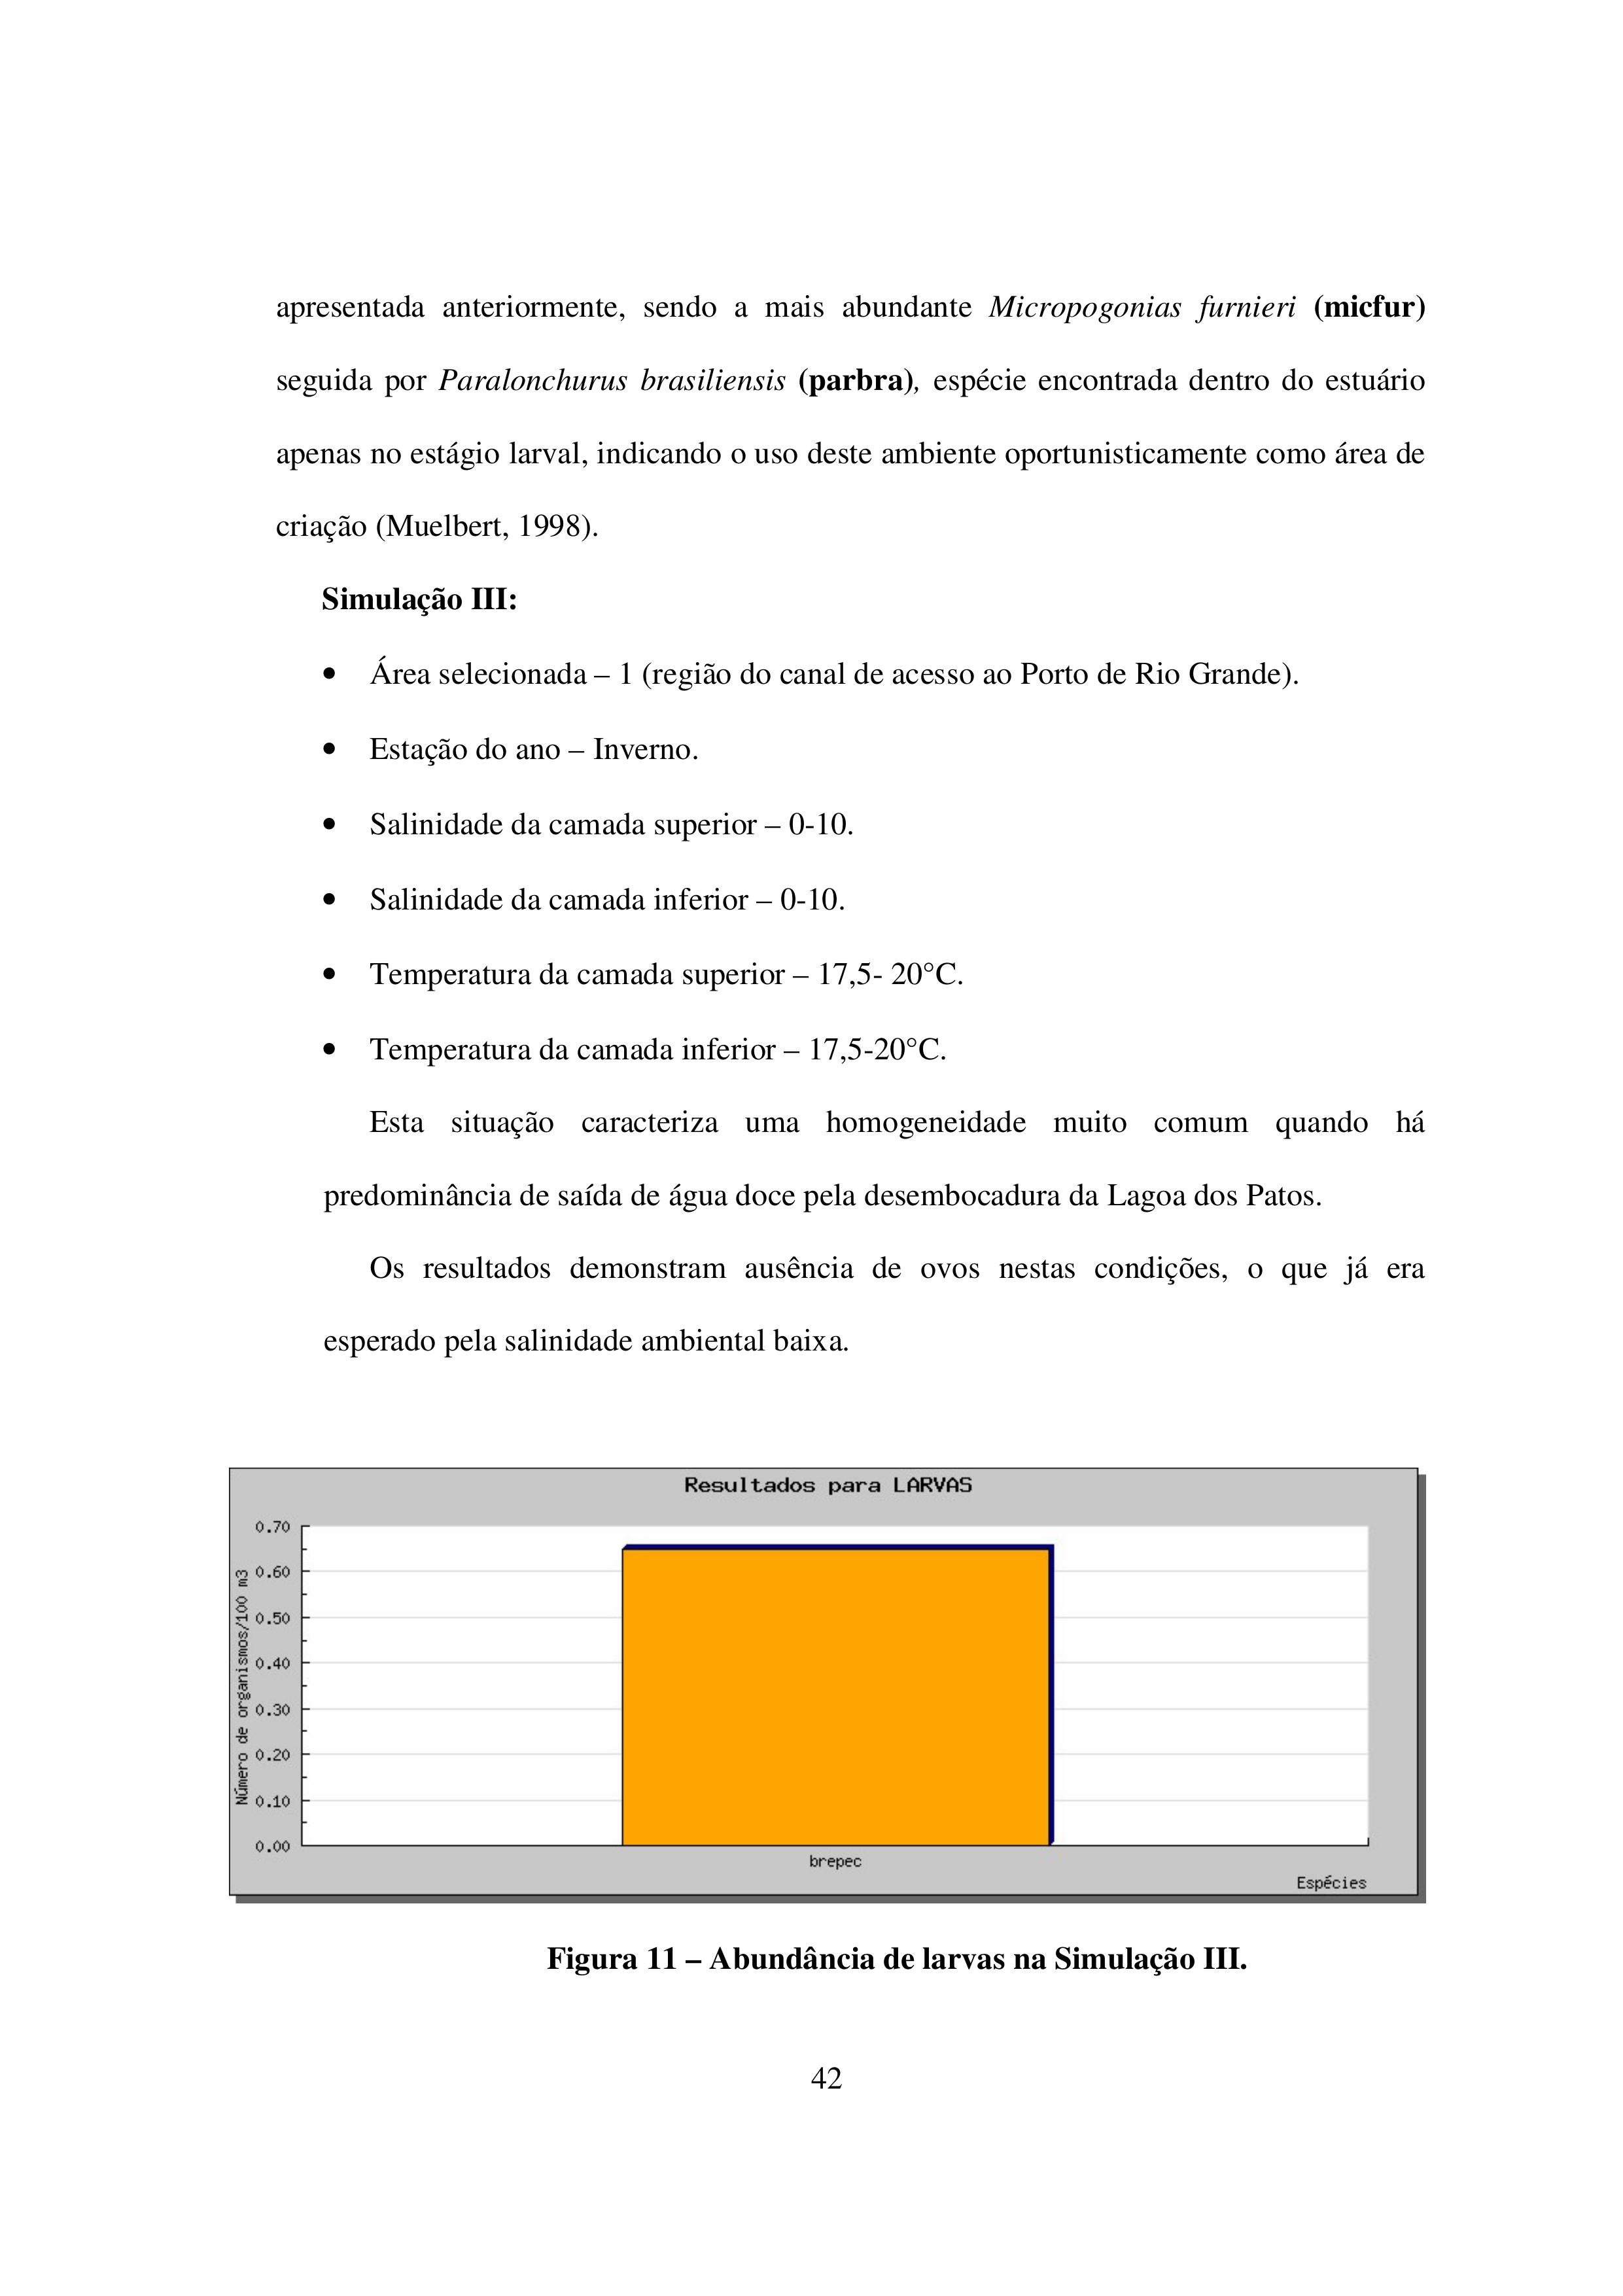 apresentada anteriormente, sendo a mais abundante Micropogonias furnieri (micfur)
seguida por Paralonchurus brasiliensis (parbra), espécie encontrada dentro do estuário
apenas no estágio larval, indicando o uso deste ambiente oportunisticamente como área de
criação (Muelbert, 1998).
Simulação III:
• Área selecionada – 1 (região do canal de acesso ao Porto de Rio Grande).
• Estação do ano – Inverno.
• Salinidade da camada superior – 0-10.
• Salinidade da camada inferior – 0-10.
• Temperatura da camada superior – 17,5- 20°C.
• Temperatura da camada inferior – 17,5-20°C.
Esta situação caracteriza uma homogeneidade muito comum quando há
predominância de saída de água doce pela desembocadura da Lagoa dos Patos.
Os resultados demonstram ausência de ovos nestas condições, o que já era
esperado pela salinidade ambiental baixa.
Resultados para LARVAS
Número de organismos/100 m3
0.70
0.60
0.50
0.40
0.30
0.20
0.10
0.00
brepec
Espécies
Figura 11 – Abundância de larvas na Simulação III.
42